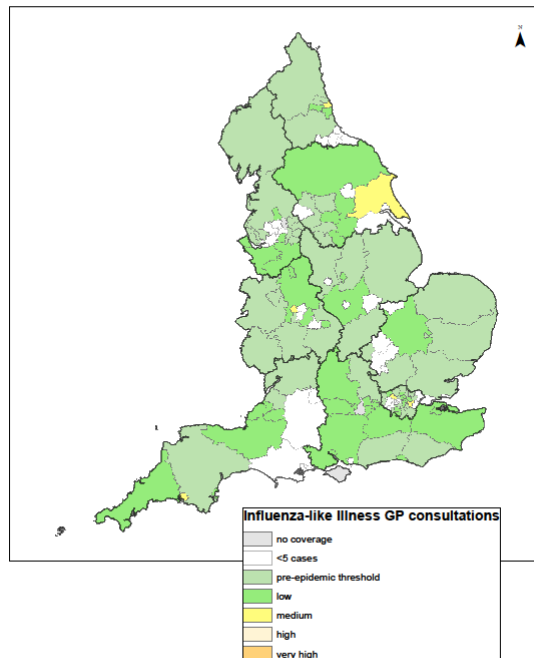 N
Influenza-like Illness GP consultations
no coverage
<5 cases
pre-epidemic threshold
low
medium
high
very high